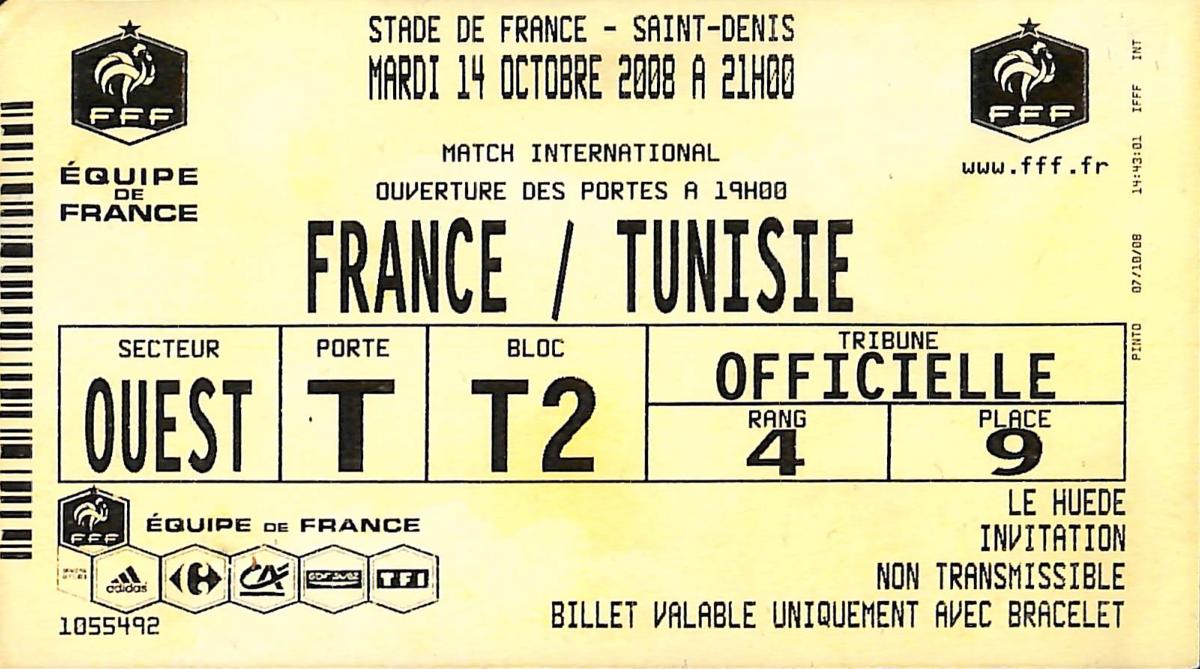 STADE DE FRANCE - SAINT-DENIS
MARDI 14 OCTOBRE 2008 A 21H00
FFF
FFF
MATCH INTERNATIONAL
www.fff.fr
ÉQUIPE
DE
FRANCE
OUVERTURE DES PORTES A 19H00
FRANCE / TUNISIE
PINTO 07/10/08 14:43:01 IFFF INT
SECTEUR
OUEST
PORTE
T
BLOC
T2
TRIBUNE
OFFICIELLE
RANG
4
PLACE
9
FFF
ÉQUIPE DE FRANCE
adidas
CA
TF1
1055492
LE HUEDE
INVITATION
NON TRANSMISSIBLE
BILLET VALABLE UNIQUEMENT AVEC BRACELET